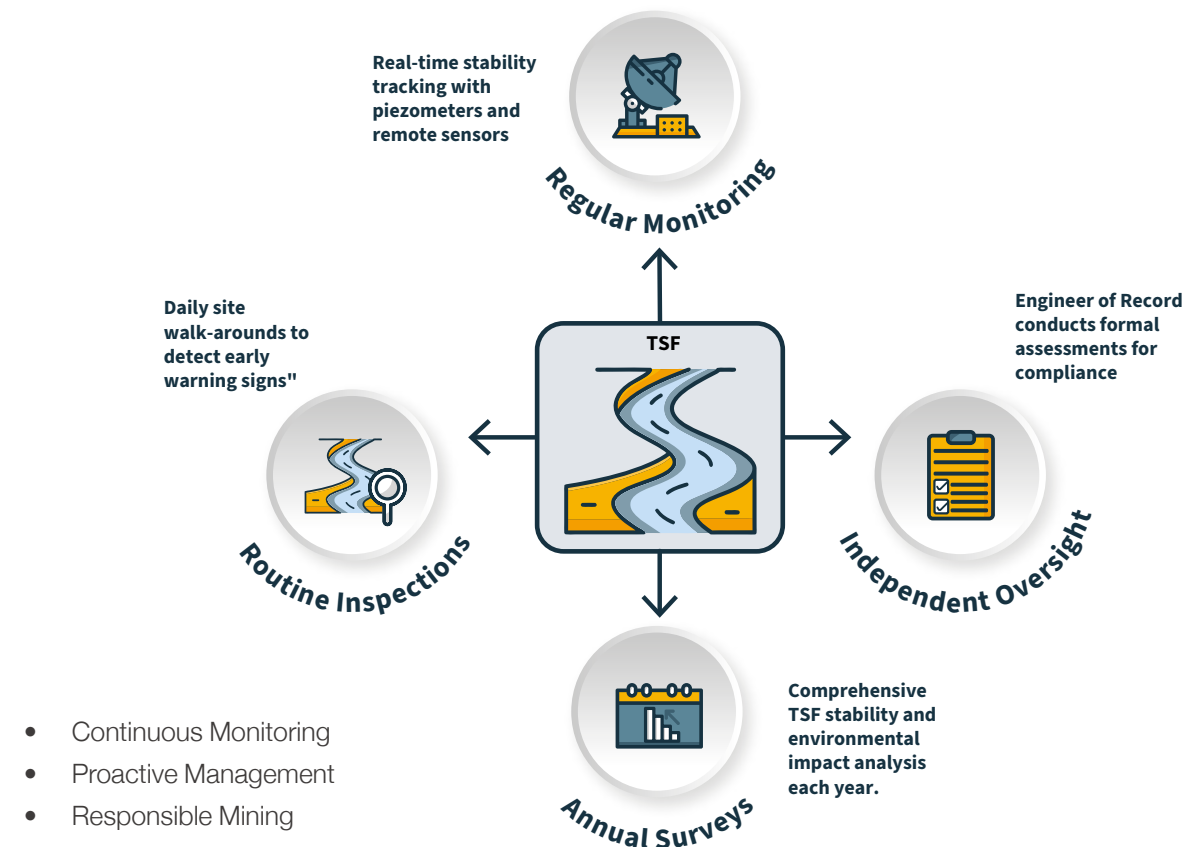 Real-time stability
tracking with
piezometers and
remote sensors
Regular Monitoring
Daily site
walk-arounds to
detect early
warning signs"
Routine Inspections
TSF
Engineer of Record
conducts formal
assessments for
compliance
Independent Oversight
Comprehensive
TSF stability and
environmental
impact analysis
each year.
Annual Surveys
• Continuous Monitoring
• Proactive Management
• Responsible Mining